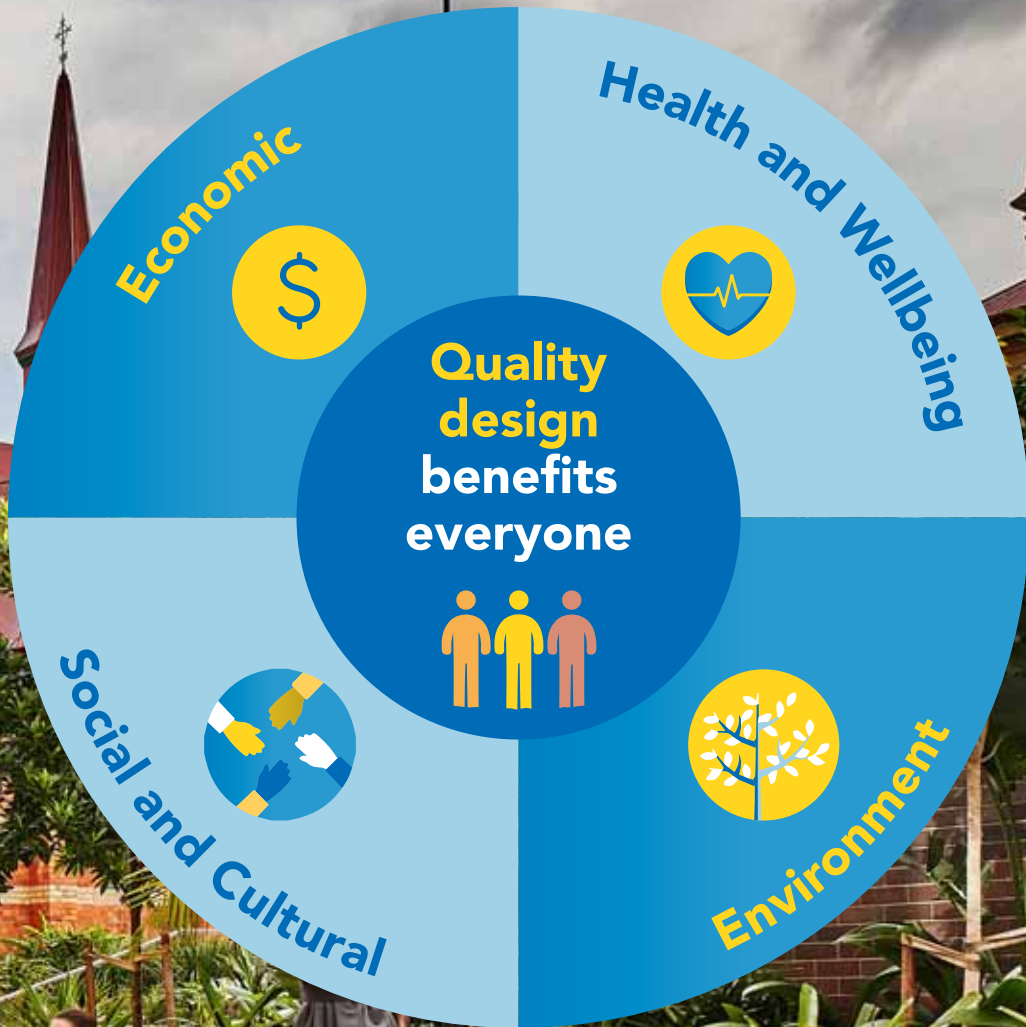 Economic
Health and Wellbeing
$
Quality
design
benefits
everyone
Social and Cultural
Environment